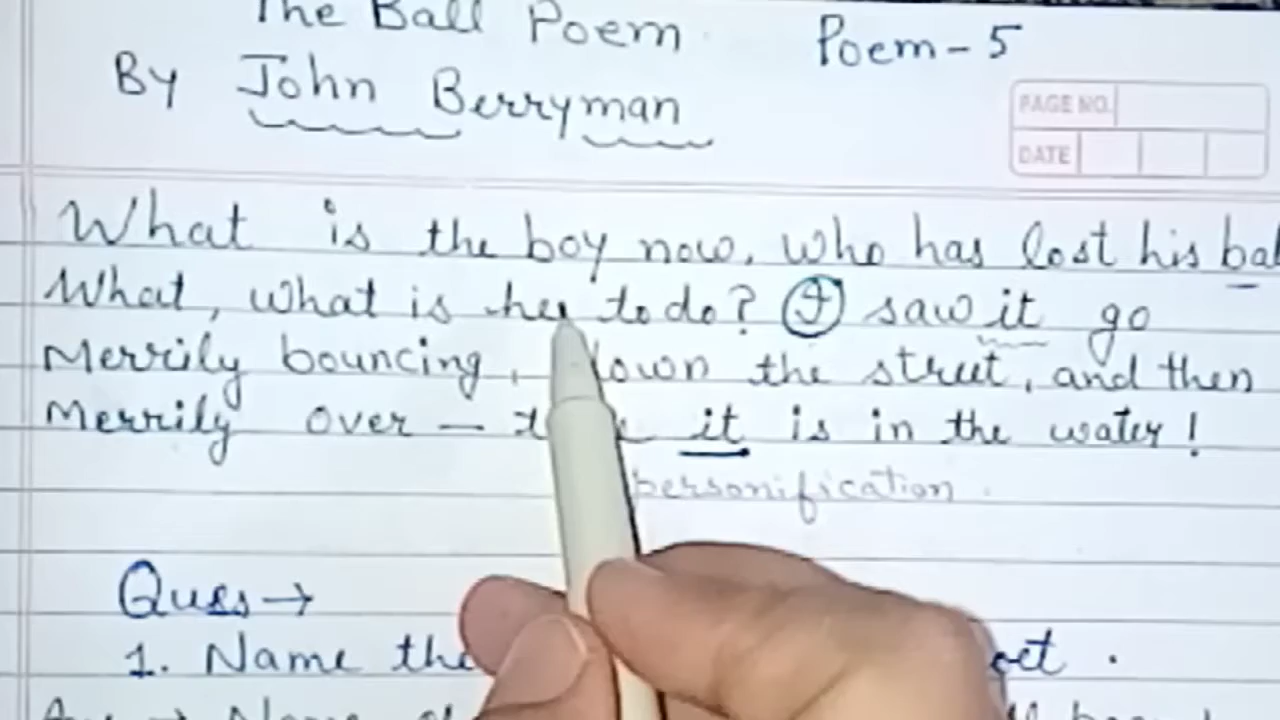 The Ball Poem Poem-5
By John Berryman
PAGE NO.
DATE
What is the boy now, who has lost his
What, what is he to do? I saw it go
Merrily bouncing, down the street, and then
Merrily over — it is in the water!
personification.
Ques →
1. Name the